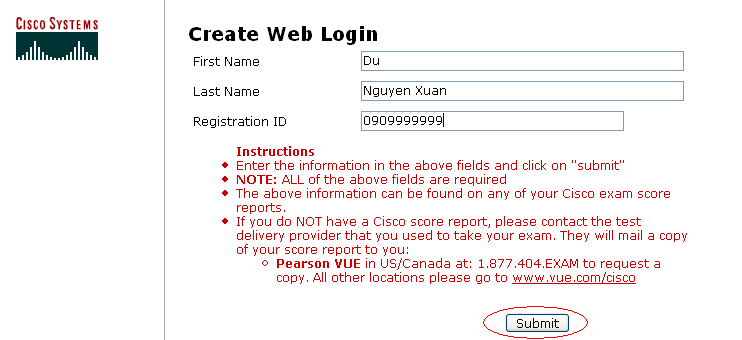 CISCO SYSTEMS
Create Web Login
First Name
Du
Last Name
Nguyen Xuan
Registration ID
0909999999
Instructions
Enter the information in the above fields and click on "submit"
NOTE: ALL of the above fields are required
The above information can be found on any of your Cisco exam score
reports.
If you do NOT have a Cisco score report, please contact the test
delivery provider that you used to take your exam. They will mail a copy
of your score report to you:
Pearson VUE in US/Canada at: 1.877.404.EXAM to request a
copy. All other locations please go to www.vue.com/cisco
Submit